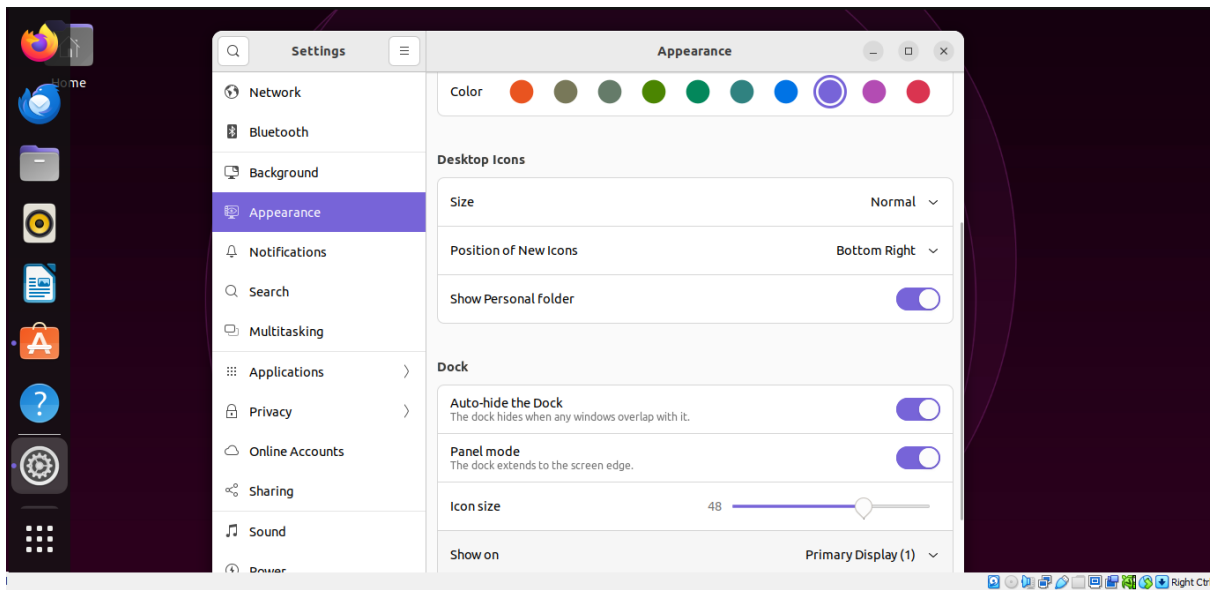 Home
Settings
Appearance
Network
Bluetooth
Background
Appearance
Notifications
Search
Multitasking
Applications
Privacy
Online Accounts
Sharing
Sound
Power
Color
Desktop Icons
Size Normal
Position of New Icons Bottom Right
Show Personal folder
Dock
Auto-hide the Dock
The dock hides when any windows overlap with it.
Panel mode
The dock extends to the screen edge.
Icon size 48
Show on Primary Display (1)
Right Ctr